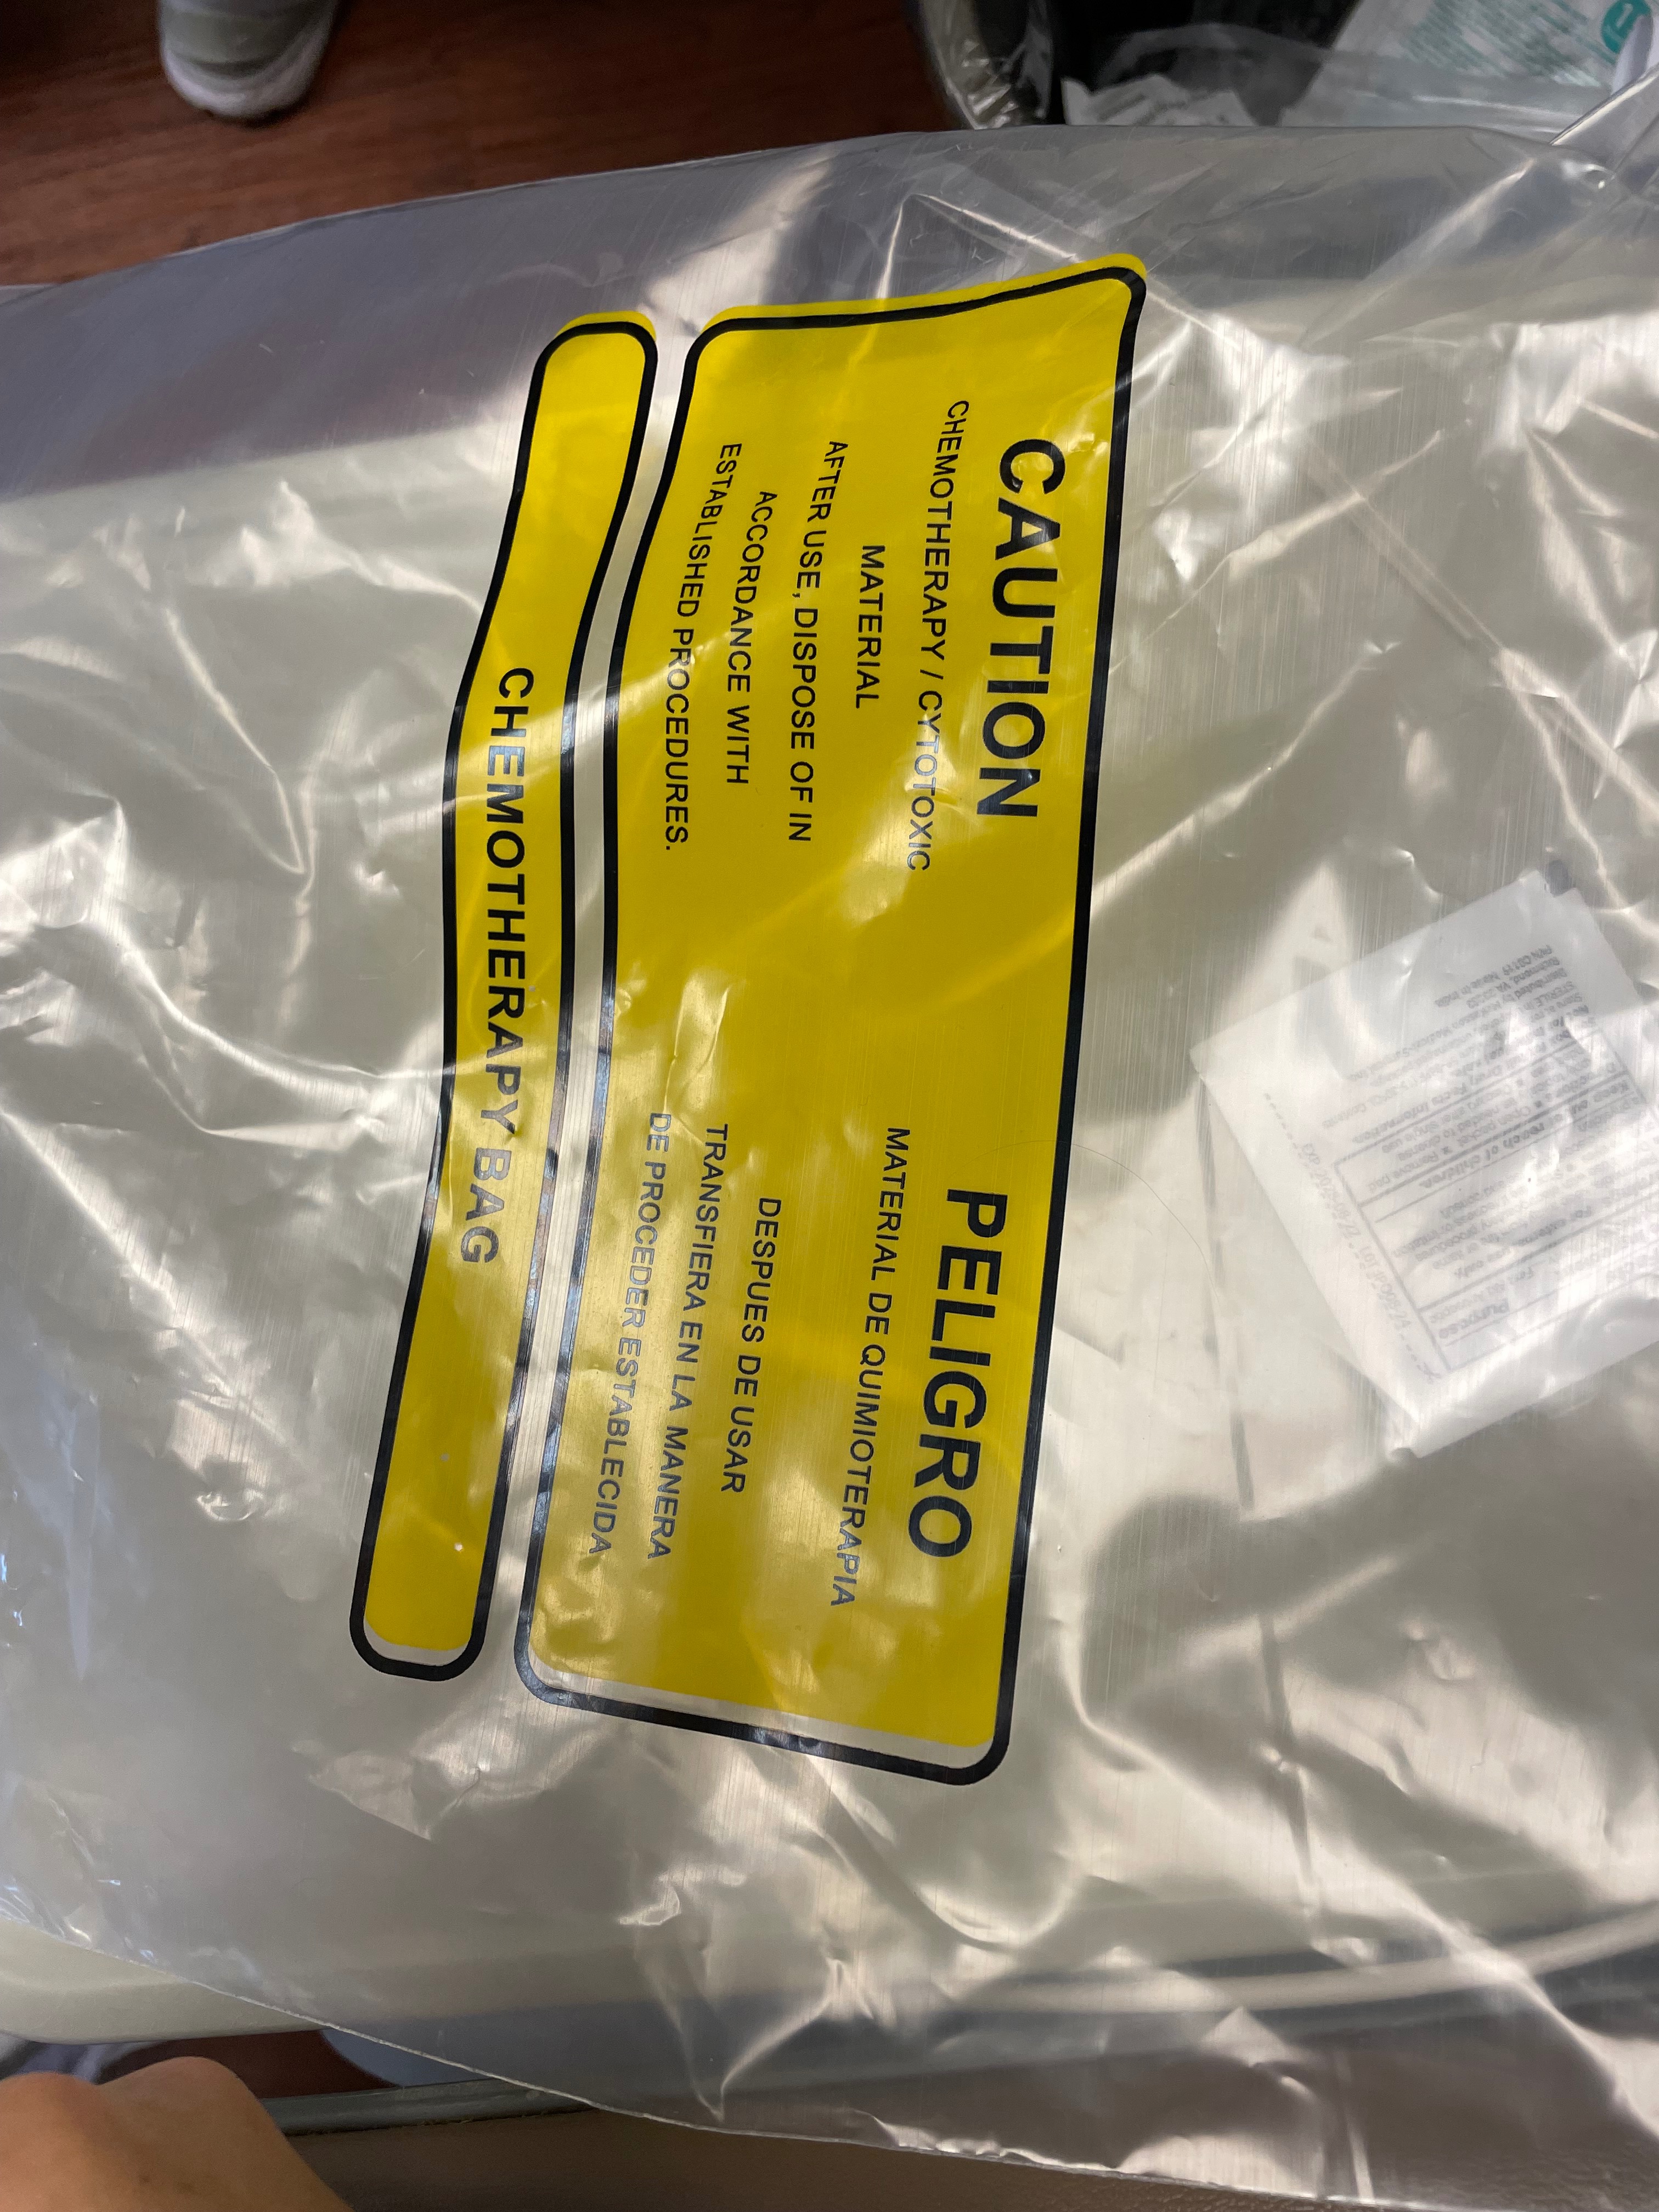 CAUTION
CHEMOTHERAPY / CYTOTOXIC
MATERIAL
AFTER USE, DISPOSE OF IN
ACCORDANCE WITH
ESTABLISHED PROCEDURES.
PELIGRO
MATERIAL DE QUIMIOTERAPIA
DESPUES DE USAR
TRANSFIERA EN LA MANERA
DE PROCEDER ESTABLECIDA
CHEMOTHERAPY BAG